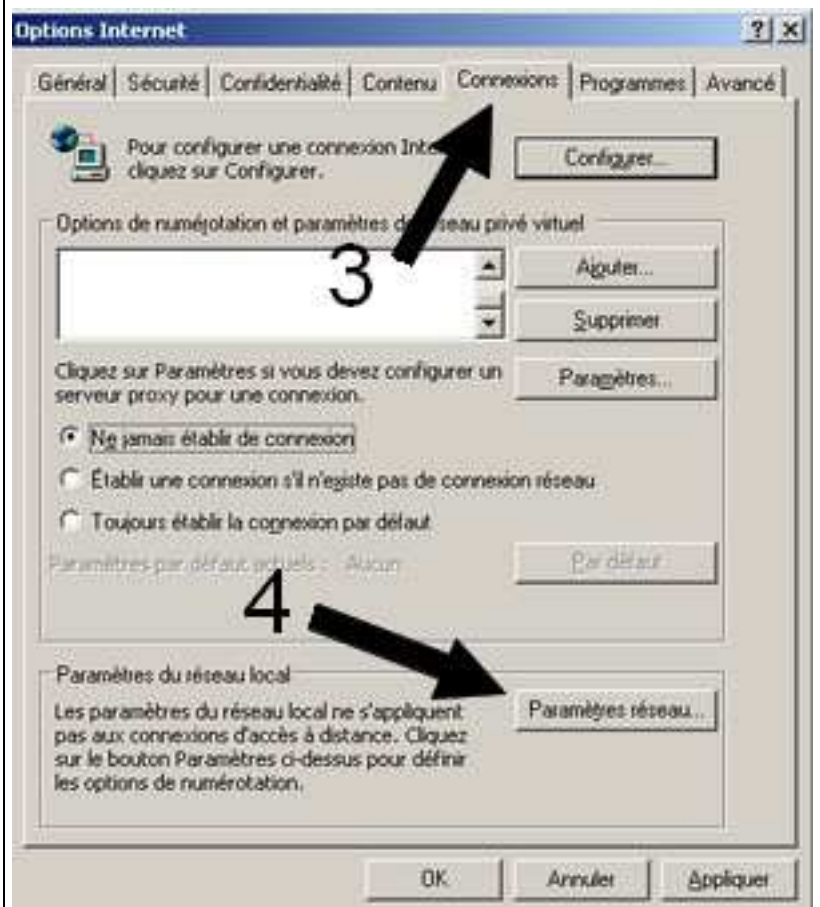 Options Internet
Général Sécurité Confidentialité Contenu Connexions Programmes Avancé
Pour configurer une connexion Inte
cliquez sur Configurer.
Configurer...
Options de numérotation et paramètres de réseau privé virtuel
3
Ajouter...
Supprimer
Cliquez sur Paramètres si vous devez configurer un
serveur proxy pour une connexion.
Paramètres...
Ne jamais établir de connexion
Établir une connexion s'il n'existe pas de connexion réseau
Toujours établir la connexion par défaut
Paramètres par défaut actuels : Aucun
Par défaut
4
Paramètres du réseau local
Les paramètres du réseau local ne s'appliquent
pas aux connexions d'accès à distance. Cliquez
sur le bouton Paramètres ci-dessus pour définir
les options de numérotation.
Paramètres réseau...
OK Annuler Appliquer